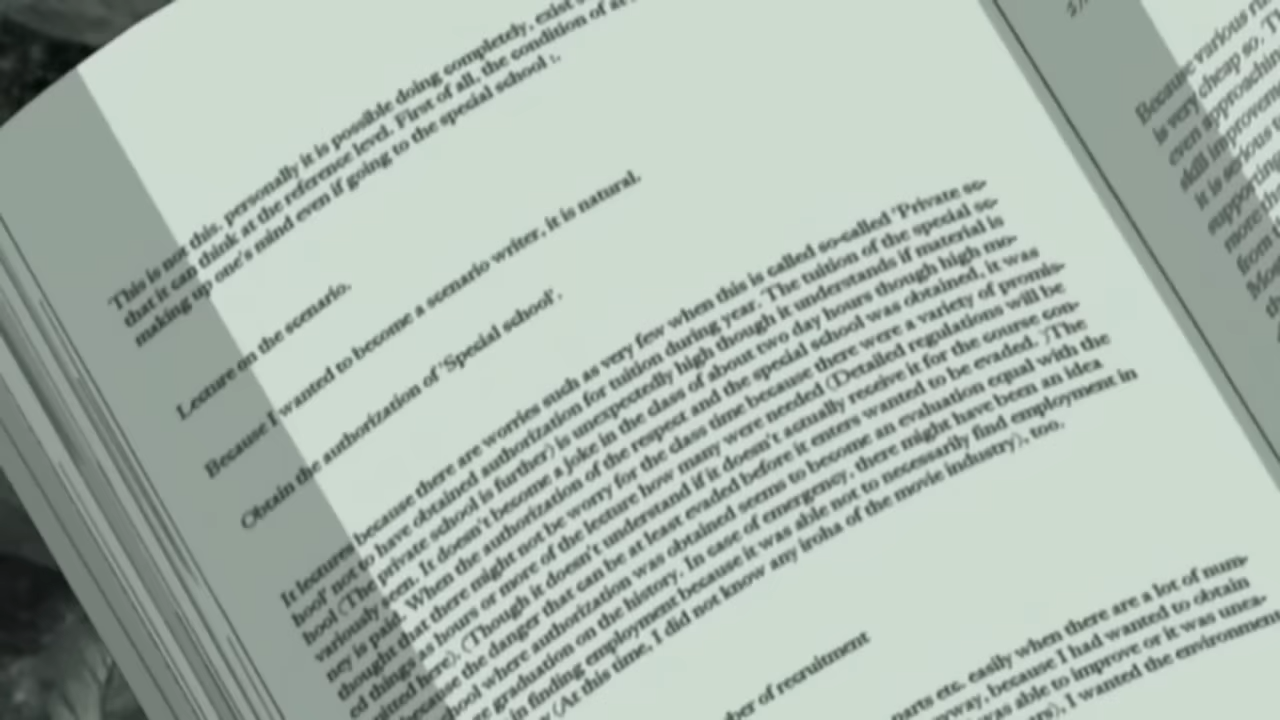 This is not this. personally it is possible doing completely, exist
that it can think at the reference level. First of all, the condition of
making up one's mind even if going to the special school :.
Lecture on the scenario.
Because I wanted to become a scenario writer, it is natural.
Obtain the authorization of "Special school'.
It lectures because there are worries such as very few when this is called so-called 'Private sc-
hool' not to have obtained authorization for tuition during year. The tuition of the special sc-
hool (The private school is further) is unexpectedly high though it understands if material is
variously seen. It doesn't become a joke in the class of about two day hours though high mo-
ney is paid. When the authorization of the respect and the special school was obtained, it was
thought that there might not be worry for the class time because there were a variety of promis-
ed things as hours or more of the lecture how many were needed (Detailed regulations will be
mitted here). (Though it doesn't understand if it doesn't actually receive it for the course con-
because the danger that can be at least evaded before it enters wanted to be evaded. )The
hool where authorization was obtained seems to become an evaluation equal with the
re graduation on the history. In case of emergency, there might have been an idea
in finding employment because it was able not to necessarily find employment in
y (At this time, I did not know any iroha of the movie industry), too.
ber of recruitment
parts etc. easily when there are a lot of num-
way, because I had wanted to obtain
was able to improve or it was unea-
rs), I wanted the environment
Because various
is very cheap so. T
even approaching
skill improveme
it is serious
supporting
more th
from
Mos